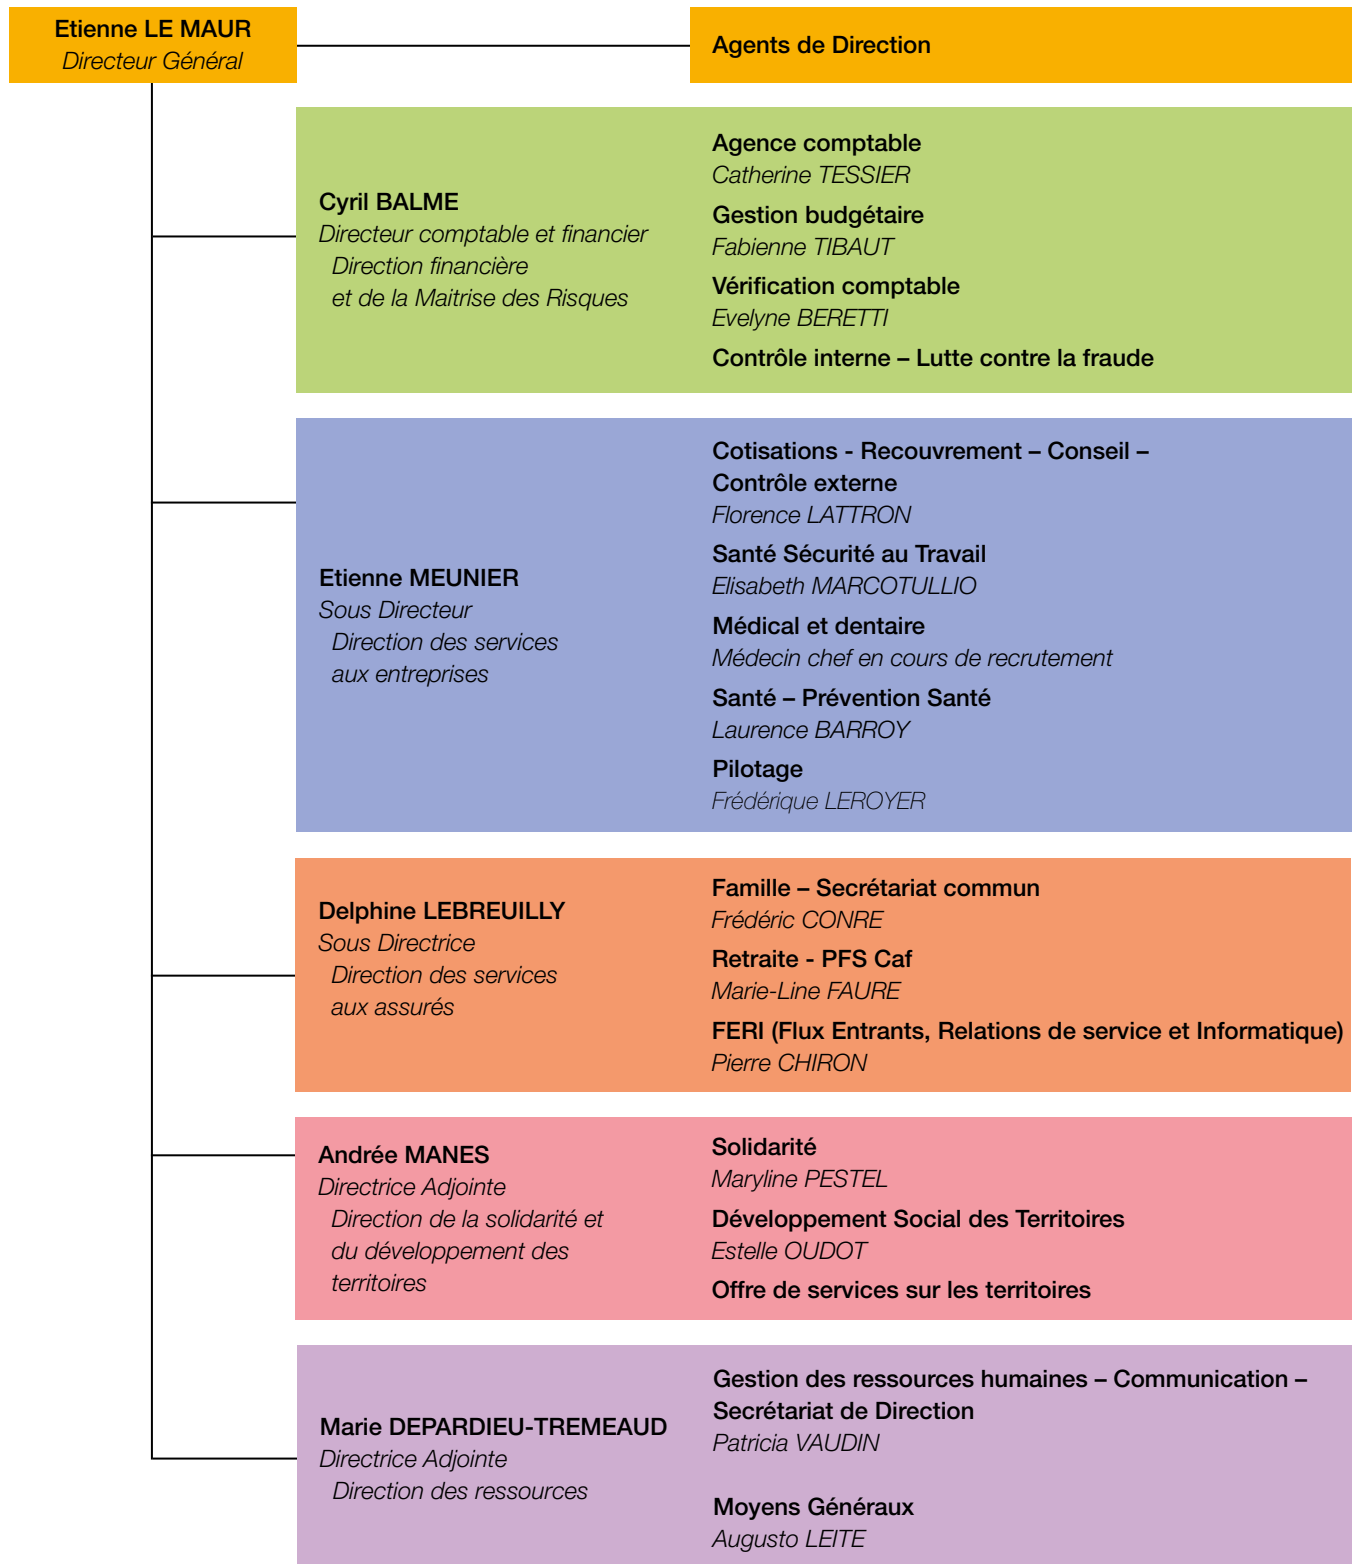 Etienne LE MAUR
Directeur Général
Agents de Direction
Cyril BALME
Directeur comptable et financier
Direction financière
et de la Maitrise des Risques
Agence comptable
Catherine TESSIER
Gestion budgétaire
Fabienne TIBAUT
Vérification comptable
Evelyne BERETTI
Contrôle interne – Lutte contre la fraude
Etienne MEUNIER
Sous Directeur
Direction des services
aux entreprises
Cotisations - Recouvrement – Conseil –
Contrôle externe
Florence LATTRON
Santé Sécurité au Travail
Elisabeth MARCOTULLIO
Médical et dentaire
Médecin chef en cours de recrutement
Santé – Prévention Santé
Laurence BARROY
Pilotage
Frédérique LEROYER
Delphine LEBREUILLY
Sous Directrice
Direction des services
aux assurés
Famille – Secrétariat commun
Frédéric CONRE
Retraite - PFS Caf
Marie-Line FAURE
FERI (Flux Entrants, Relations de service et Informatique)
Pierre CHIRON
Andrée MANES
Directrice Adjointe
Direction de la solidarité et
du développement des
territoires
Solidarité
Maryline PESTEL
Développement Social des Territoires
Estelle OUDOT
Offre de services sur les territoires
Marie DEPARDIEU-TREMEAUD
Directrice Adjointe
Direction des ressources
Gestion des ressources humaines – Communication –
Secrétariat de Direction
Patricia VAUDIN
Moyens Généraux
Augusto LEITE